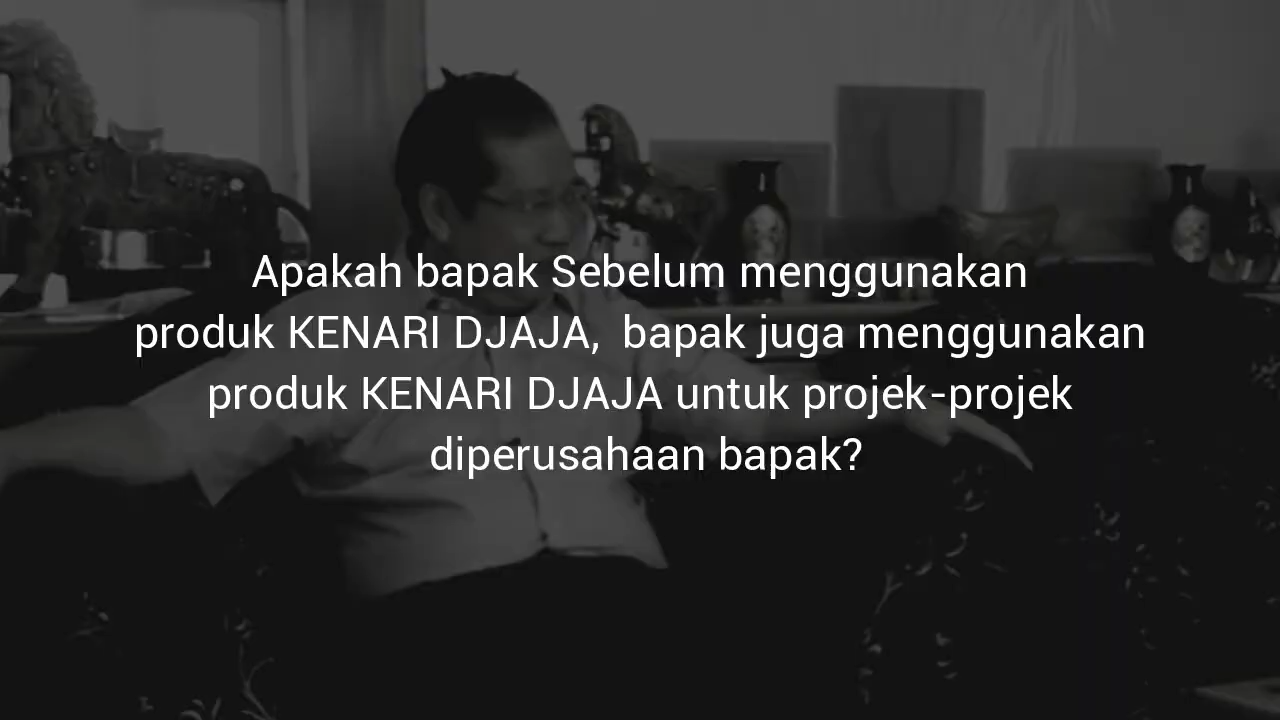 Apakah bapak Sebelum menggunakan
produk KENARI DJAJA, bapak juga menggunakan
produk KENARI DJAJA untuk projek-projek
diperusahaan bapak?